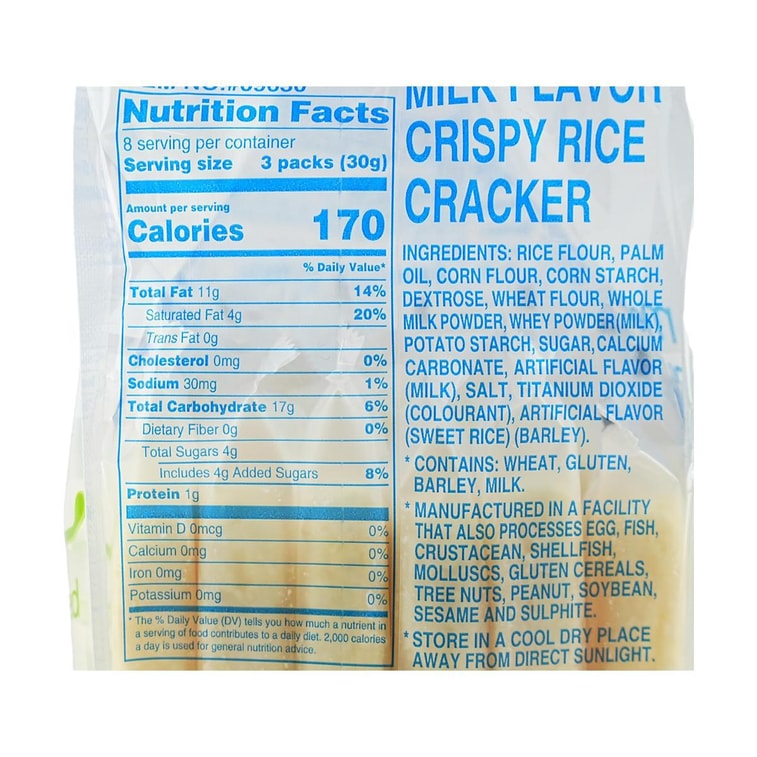 Nutrition Facts
8 serving per container
Serving size 3 packs (30g)
Amount per serving
Calories 170
% Daily Value*
Total Fat 11g 14%
Saturated Fat 4g 20%
Trans Fat 0g
Cholesterol 0mg 0%
Sodium 30mg 1%
Total Carbohydrate 17g 6%
Dietary Fiber 0g 0%
Total Sugars 4g
Includes 4g Added Sugars 8%
Protein 1g
Vitamin D 0mcg 0%
Calcium 0mg 0%
Iron 0mg 0%
Potassium 0mg 0%
* The % Daily Value (DV) tells you how much a nutrient in
a serving of food contributes to a daily diet. 2,000 calories
a day is used for general nutrition advice.
MILK FLAVOR
CRISPY RICE
CRACKER
INGREDIENTS: RICE FLOUR, PALM
OIL, CORN FLOUR, CORN STARCH,
DEXTROSE, WHEAT FLOUR, WHOLE
MILK POWDER, WHEY POWDER(MILK),
POTATO STARCH, SUGAR, CALCIUM
CARBONATE, ARTIFICIAL FLAVOR
(MILK), SALT, TITANIUM DIOXIDE
(COLOURANT), ARTIFICIAL FLAVOR
(SWEET RICE) (BARLEY).
* CONTAINS: WHEAT, GLUTEN,
BARLEY, MILK.
* MANUFACTURED IN A FACILITY
THAT ALSO PROCESSES EGG, FISH,
CRUSTACEAN, SHELLFISH,
MOLLUSCS, GLUTEN CEREALS,
TREE NUTS, PEANUT, SOYBEAN,
SESAME AND SULPHITE.
* STORE IN A COOL DRY PLACE
AWAY FROM DIRECT SUNLIGHT.